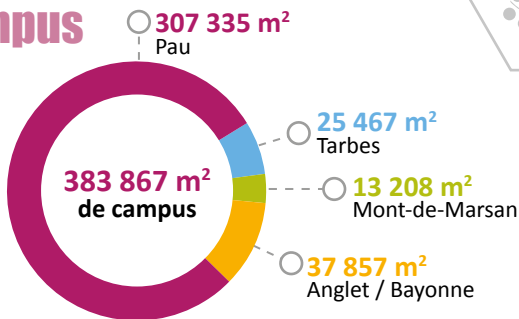 mpus
307 335 m²
Pau
25 467 m²
Tarbes
383 867 m²
de campus
13 208 m²
Mont-de-Marsan
37 857 m²
Anglet / Bayonne